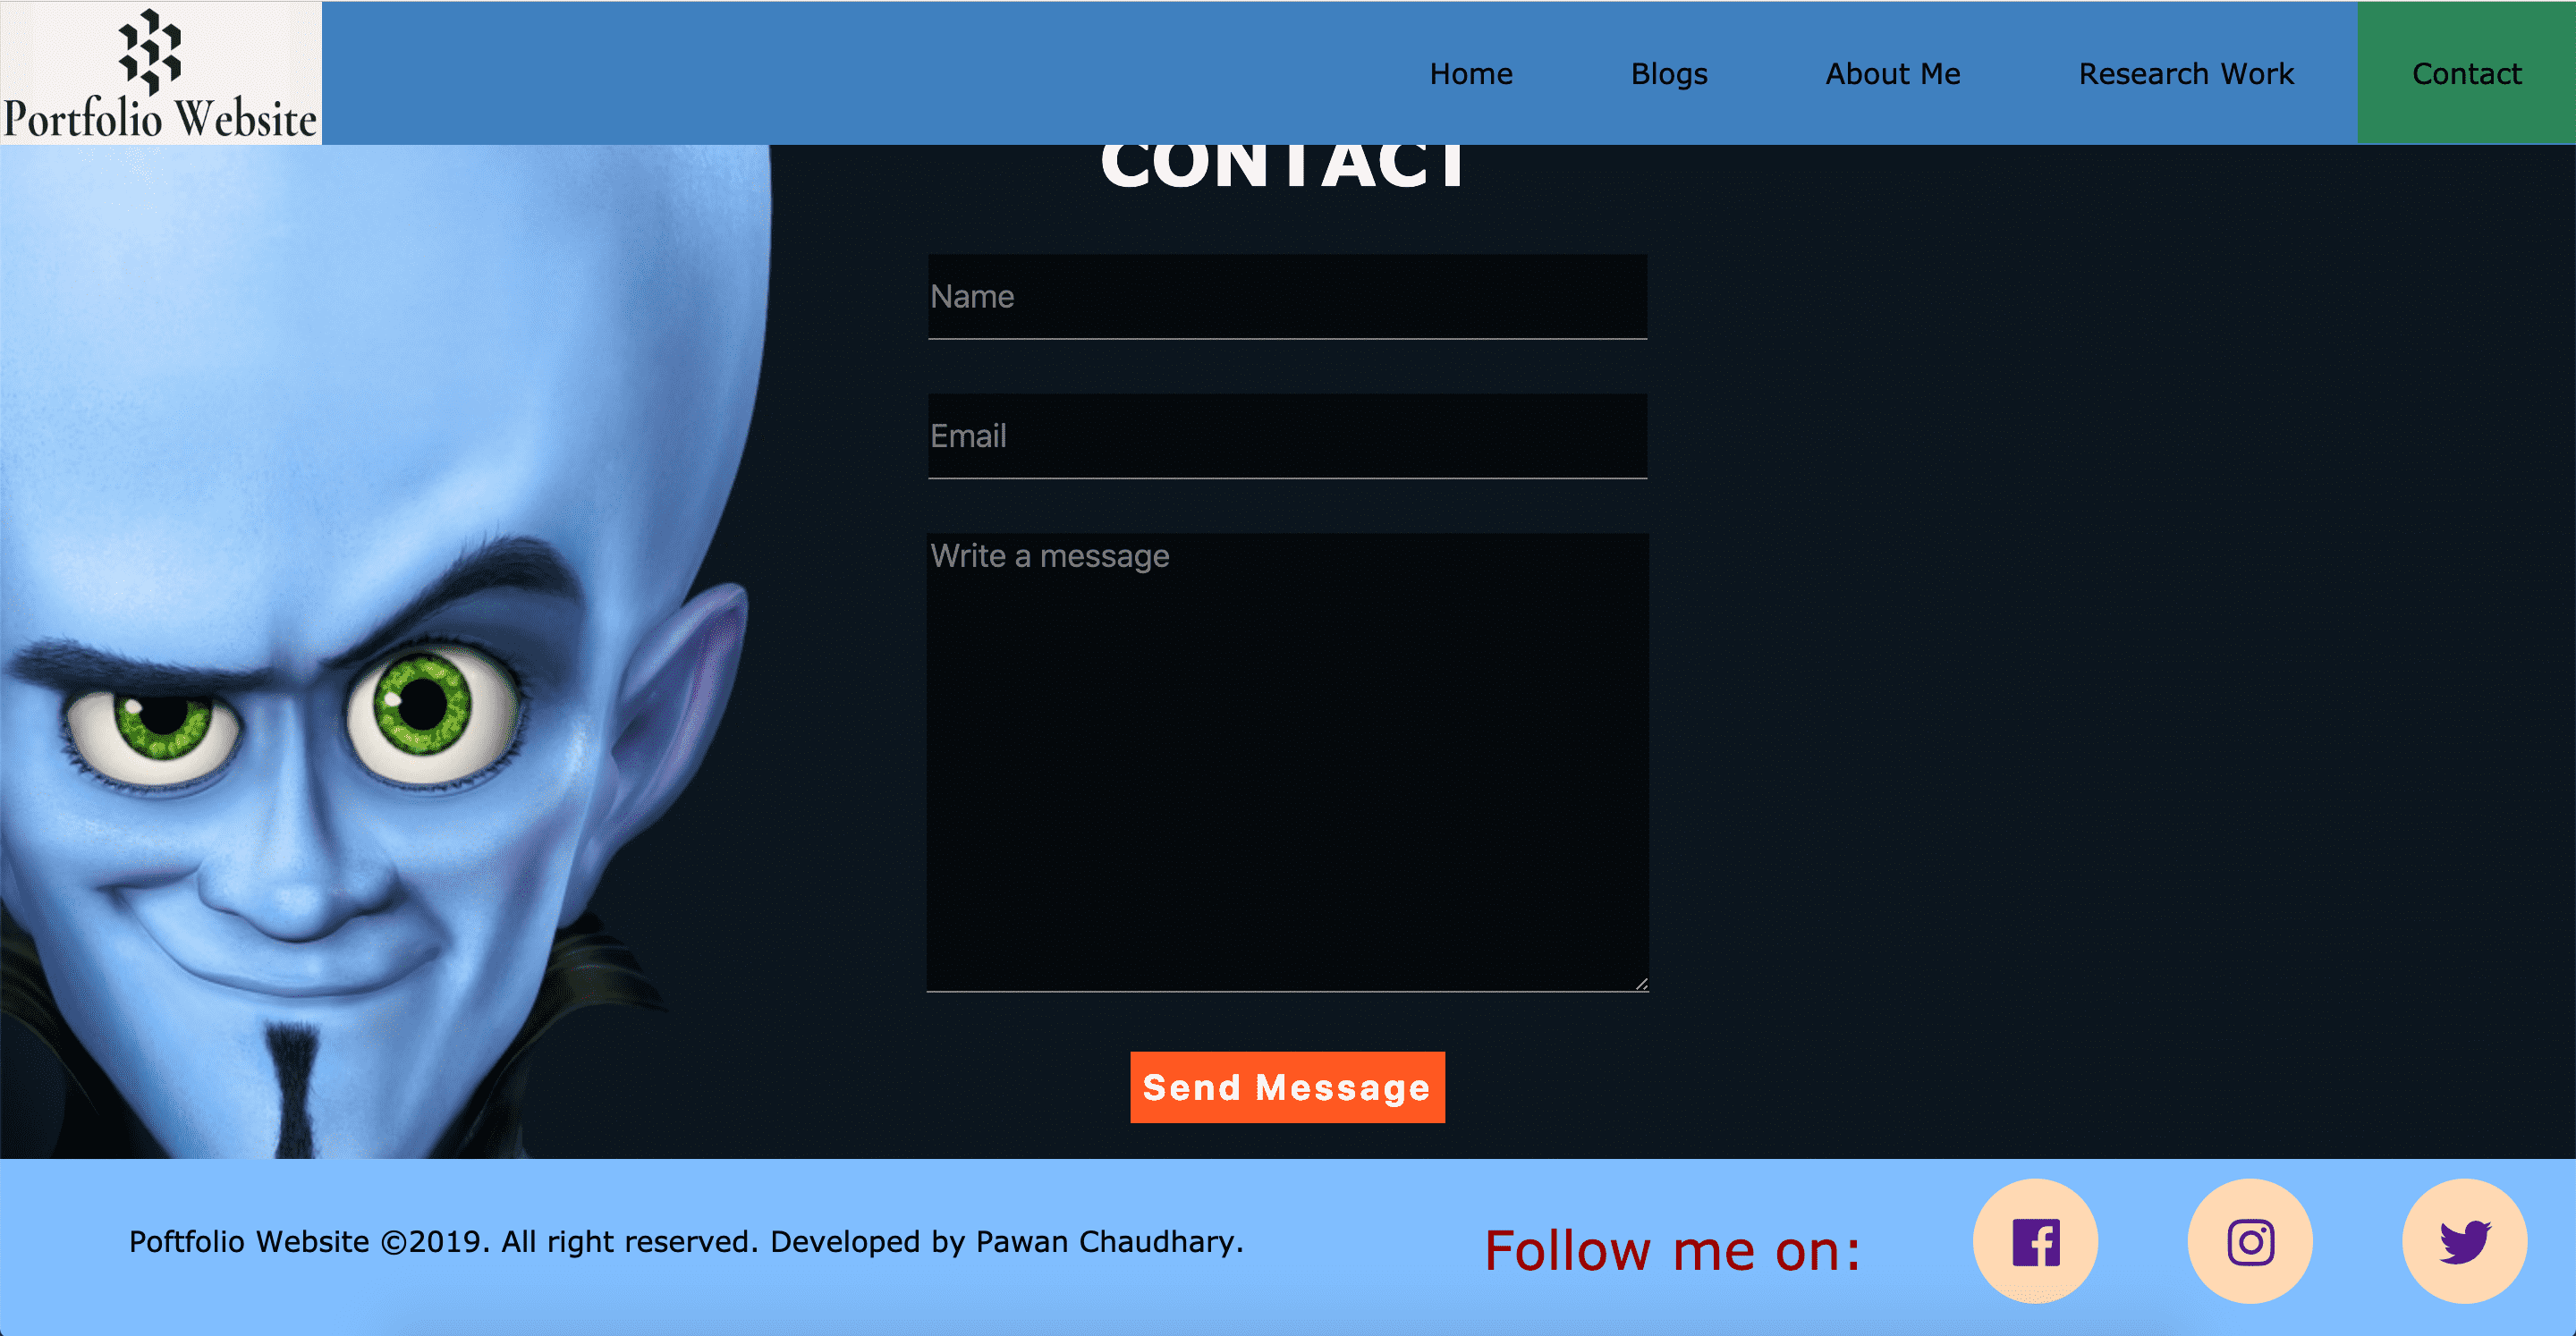 Portfolio Website
Home Blogs About Me Research Work Contact
CONTACT
Name
Email
Write a message
Send Message
Poftfolio Website ©2019. All right reserved. Developed by Pawan Chaudhary.
Follow me on: